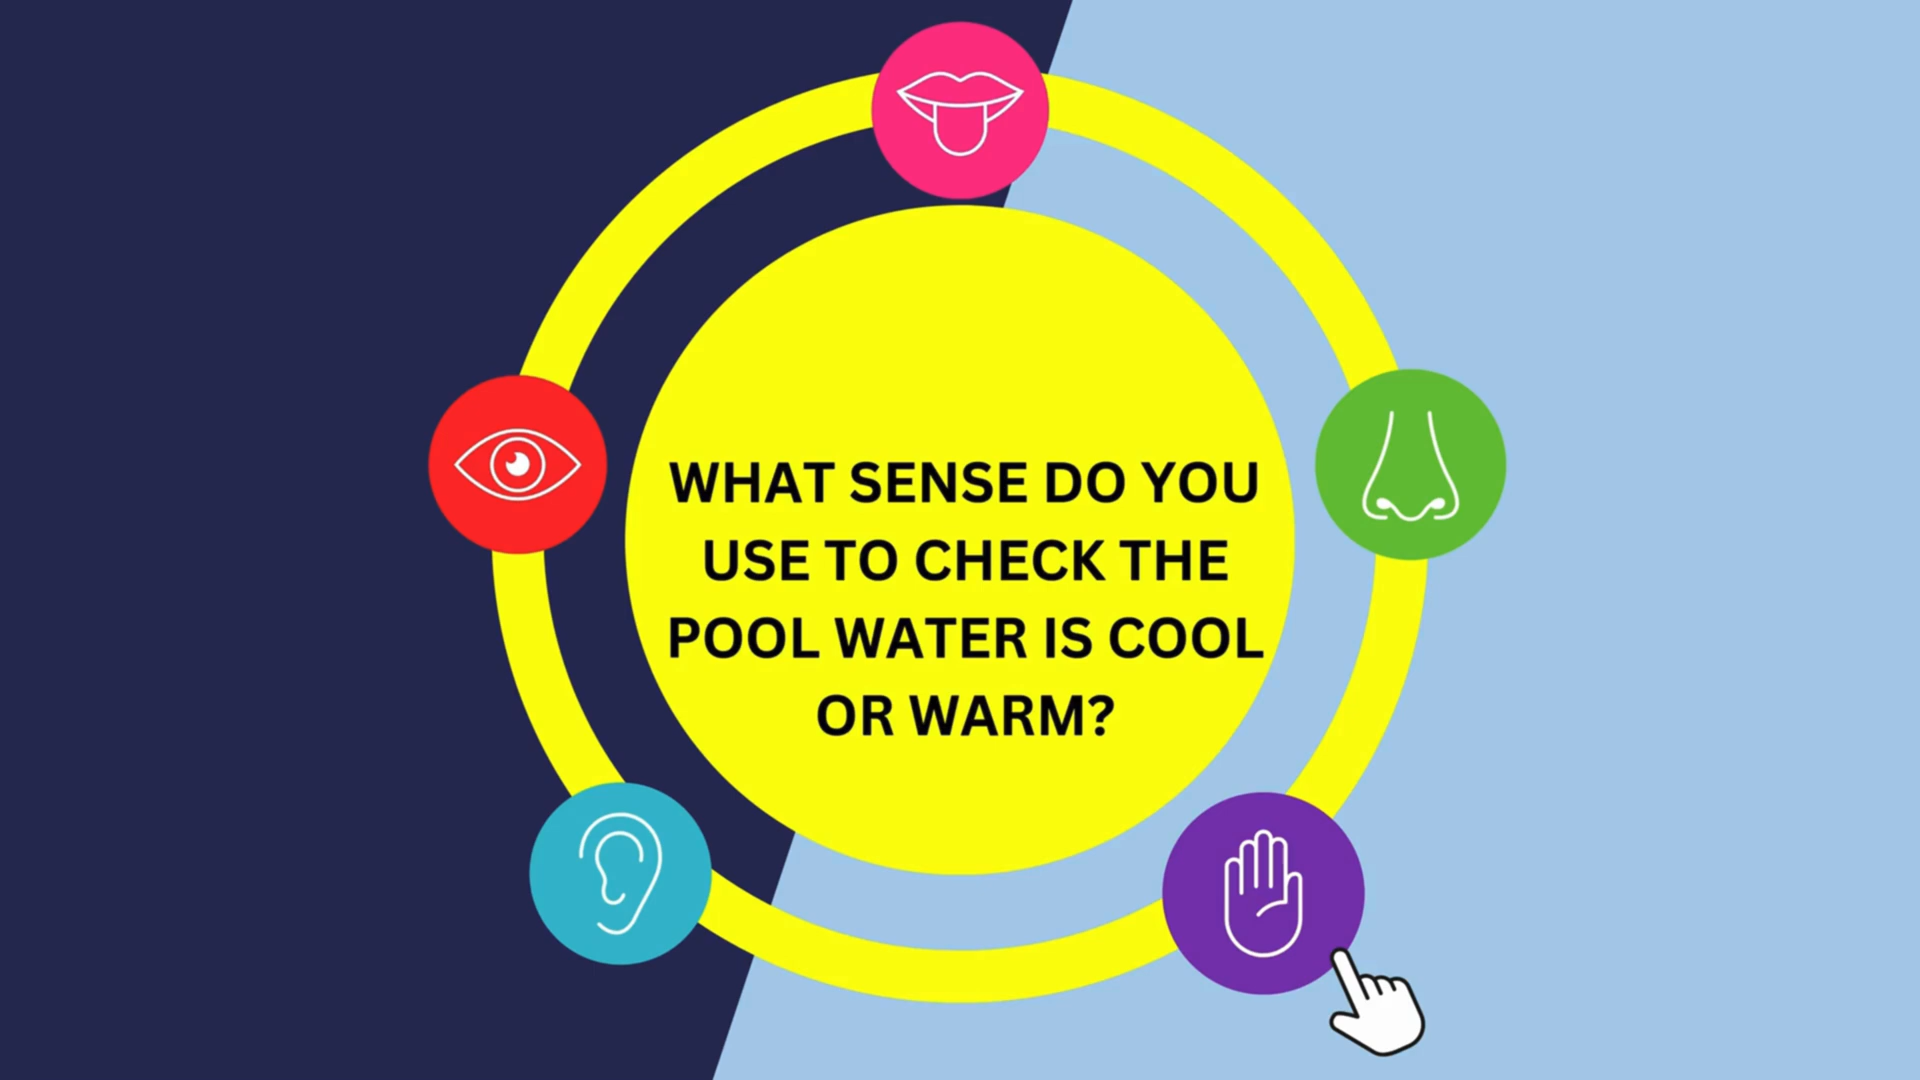 WHAT SENSE DO YOU
USE TO CHECK THE
POOL WATER IS COOL
OR WARM?